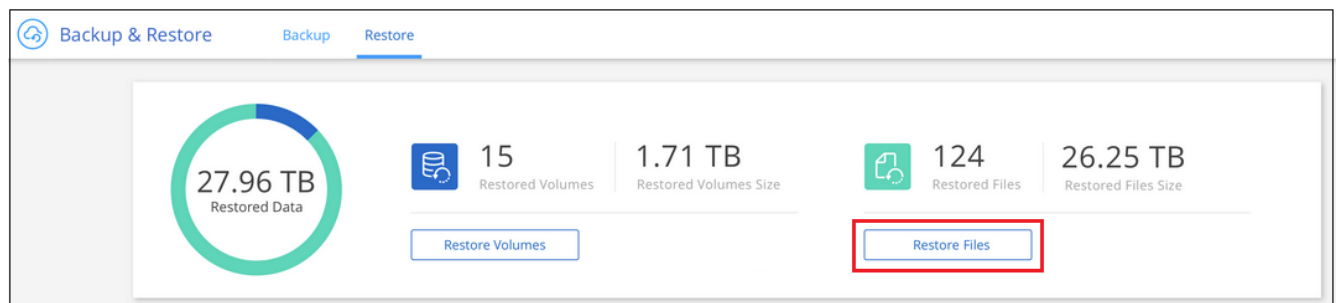 Backup & Restore Backup Restore
27.96 TB
Restored Data
15 1.71 TB
Restored Volumes Restored Volumes Size
Restore Volumes
124 26.25 TB
Restored Files Restored Files Size
Restore Files